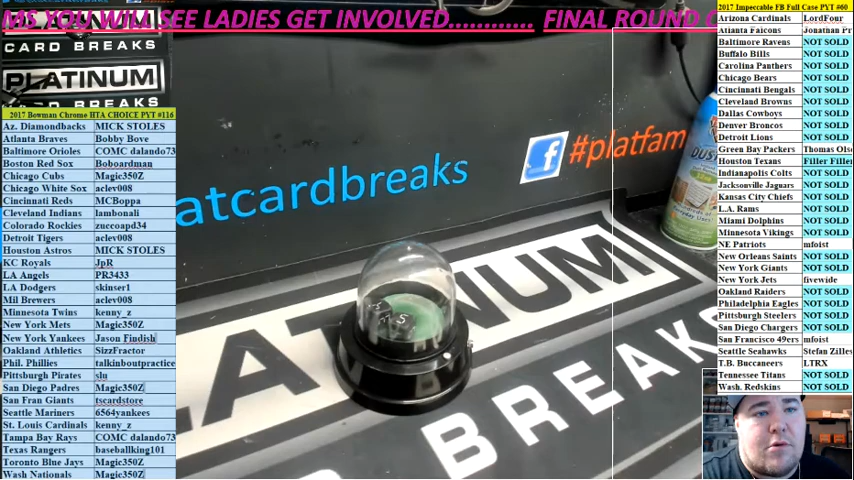 MS YOU WILL SEE LADIES GET INVOLVED............ FINAL ROUND
CARD BREAKS
PLATINUM
CARD BREAKS
2017 Bowman Chrome HTA CHOICE PYT #116
Az. Diamondbacks MICK STOLES
Atlanta Braves Bobby Bove
Baltimore Orioles COMC dalando73
Boston Red Sox Boboardman
Chicago Cubs Magic350Z
Chicago White Sox aclev008
Cincinnati Reds MCBoppa
Cleveland Indians lambonali
Colorado Rockies zuccoapd34
Detroit Tigers aclev008
Houston Astros MICK STOLES
KC Royals JpR
LA Angels PR3433
LA Dodgers skinser1
Mil Brewers aclev008
Minnesota Twins kenny_z
New York Mets Magic350Z
New York Yankees Jason Findish
Oakland Athletics SizzFractor
Phil. Phillies talkinboutpractice
Pittsburgh Pirates slu
San Diego Padres Magic350Z
San Fran Giants tscardstore
Seattle Mariners 6564yankees
St. Louis Cardinals kenny_z
Tampa Bay Rays COMC dalando73
Texas Rangers baseballking101
Toronto Blue Jays Magic350Z
Wash Nationals Magic350Z
atcardbreaks
f #platfam
DUST
LATINUM
D BREAKS
2017 Impeccable FB Full Case PYT #60
Arizona Cardinals LordFour
Atlanta Falcons Jonathan Pr
Baltimore Ravens NOT SOLD
Buffalo Bills NOT SOLD
Carolina Panthers NOT SOLD
Chicago Bears NOT SOLD
Cincinnati Bengals NOT SOLD
Cleveland Browns NOT SOLD
Dallas Cowboys NOT SOLD
Denver Broncos NOT SOLD
Detroit Lions NOT SOLD
Green Bay Packers Thomas Olse
Houston Texans Filler Filler
Indianapolis Colts NOT SOLD
Jacksonville Jaguars NOT SOLD
Kansas City Chiefs NOT SOLD
L.A. Rams NOT SOLD
Miami Dolphins NOT SOLD
Minnesota Vikings NOT SOLD
NE Patriots mfoist
New Orleans Saints NOT SOLD
New York Giants NOT SOLD
New York Jets fivewide
Oakland Raiders NOT SOLD
Philadelphia Eagles NOT SOLD
Pittsburgh Steelers NOT SOLD
San Diego Chargers NOT SOLD
San Francisco 49ers mfoist
Seattle Seahawks Stefan Zilles
T.B. Buccaneers LTRX
Tennessee Titans NOT SOLD
Wash. Redskins NOT SOLD